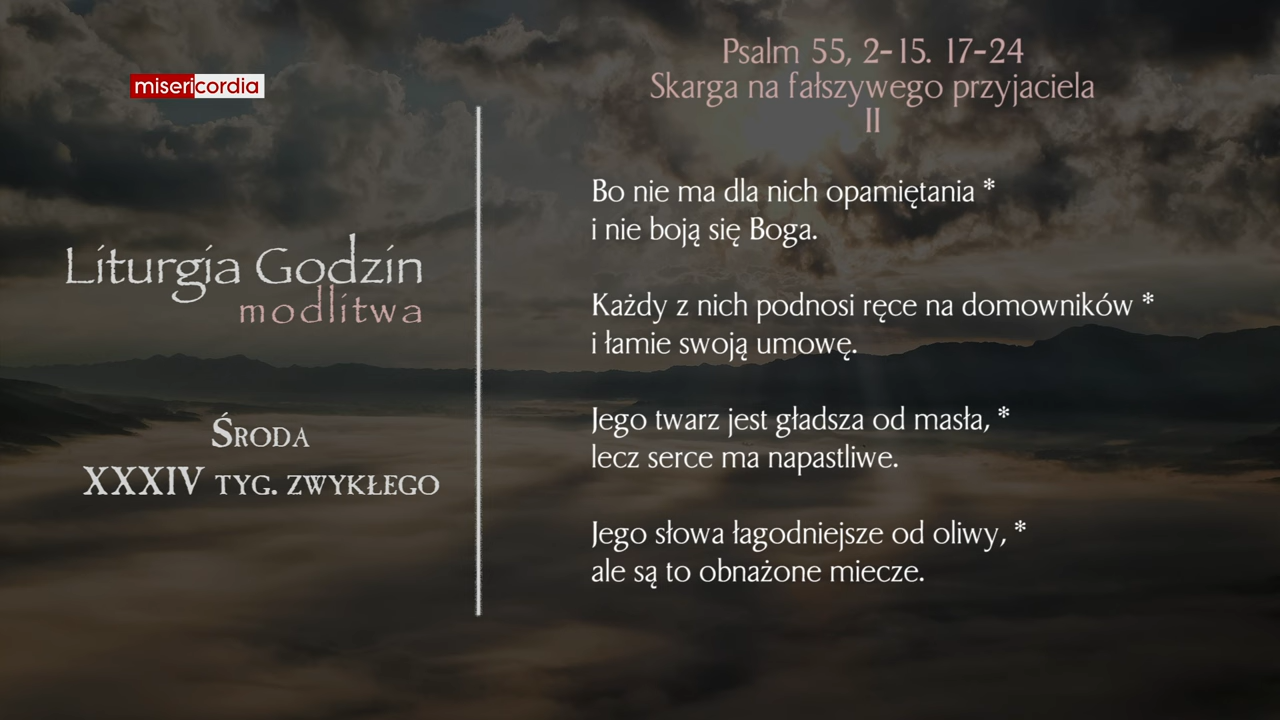 misericordia
Liturgia Godzin
modlitwa
Środa
XXXIV tyg. zwykłego
Psalm 55, 2-15. 17-24
Skarga na fałszywego przyjaciela
II
Bo nie ma dla nich opamiętania *
i nie boją się Boga.
Każdy z nich podnosi ręce na domowników *
i łamie swoją umowę.
Jego twarz jest gładsza od masła, *
lecz serce ma napastliwe.
Jego słowa łagodniejsze od oliwy, *
ale są to obnażone miecze.